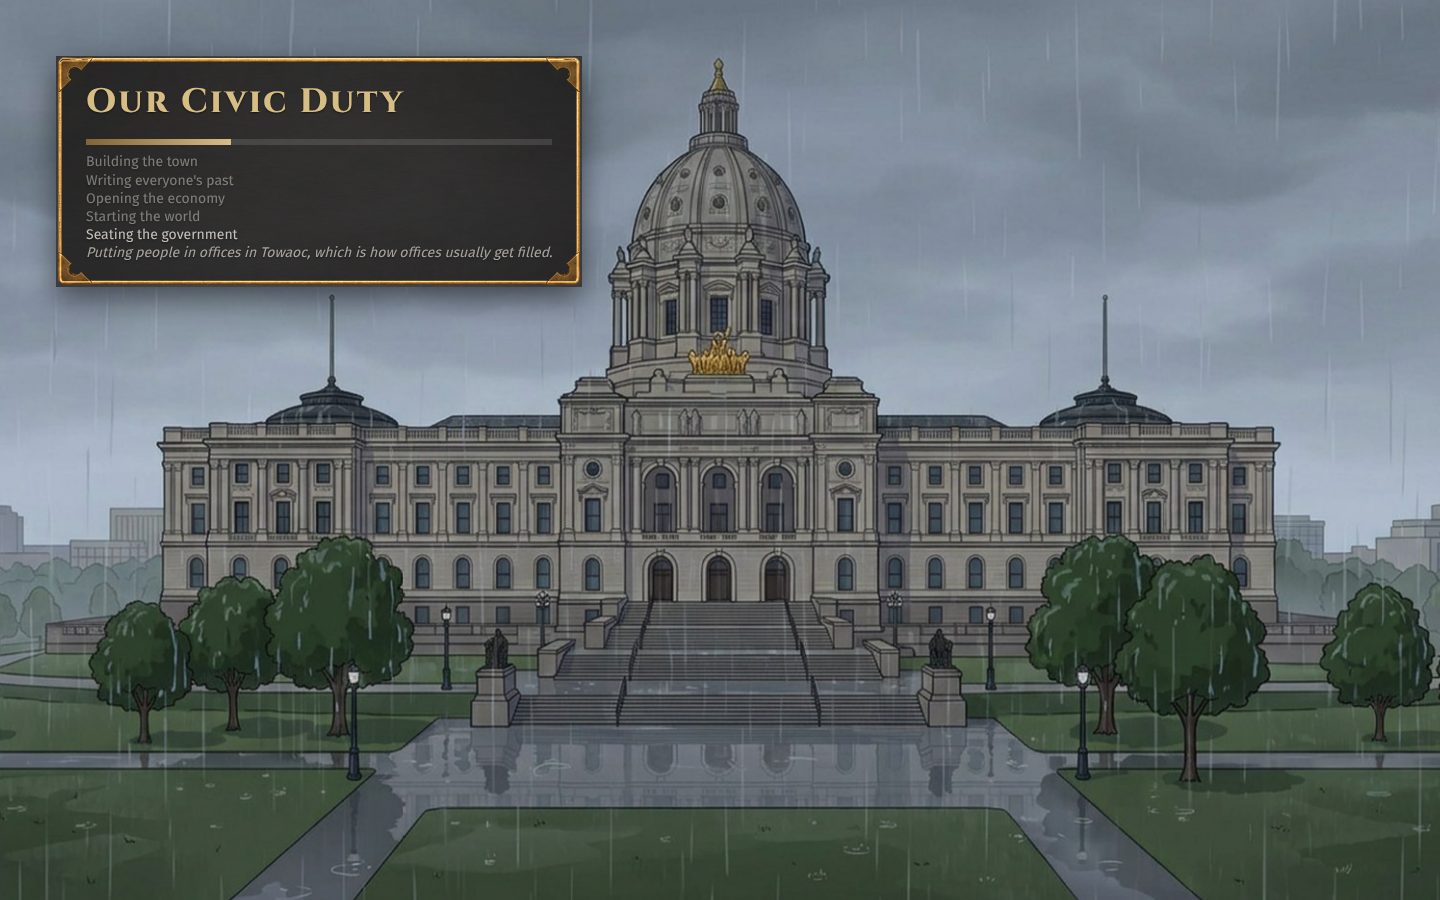 Our Civic Duty
Building the town
Writing everyone's past
Opening the economy
Starting the world
Seating the government
Putting people in offices in Towaoc, which is how offices usually get filled.